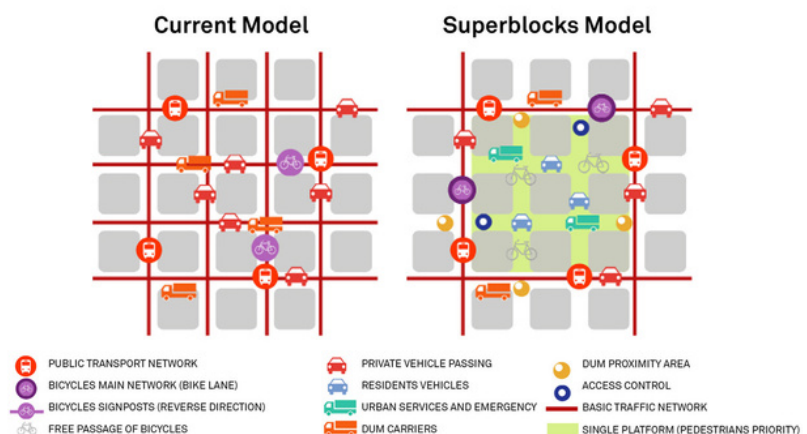 Current Model
Superblocks Model
PUBLIC TRANSPORT NETWORK
BICYCLES MAIN NETWORK (BIKE LANE)
BICYCLES SIGNPOSTS (REVERSE DIRECTION)
FREE PASSAGE OF BICYCLES
PRIVATE VEHICLE PASSING
RESIDENTS VEHICLES
URBAN SERVICES AND EMERGENCY
DUM CARRIERS
DUM PROXIMITY AREA
ACCESS CONTROL
BASIC TRAFFIC NETWORK
SINGLE PLATFORM (PEDESTRIANS PRIORITY)